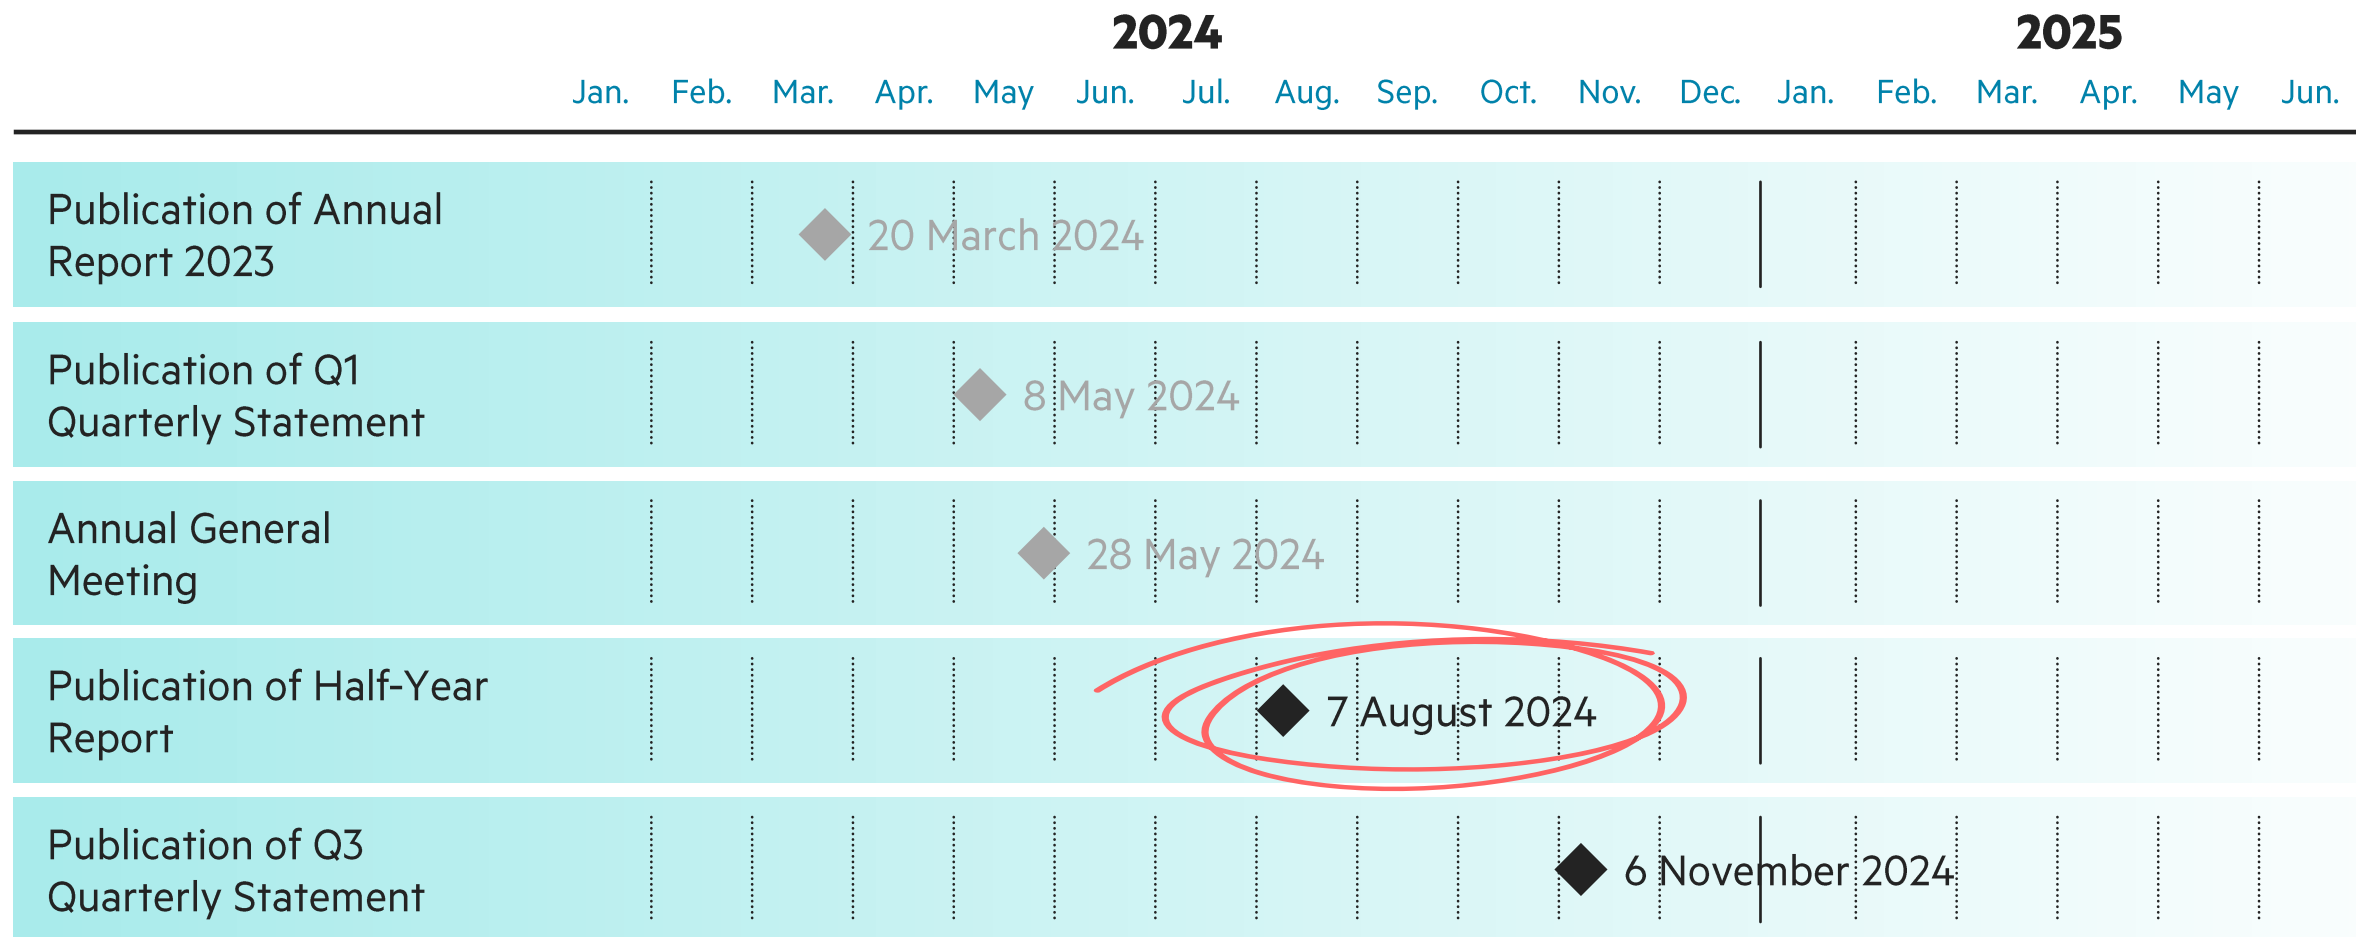 2024 2025
Jan. Feb. Mar. Apr. May Jun. Jul. Aug. Sep. Oct. Nov. Dec. Jan. Feb. Mar. Apr. May Jun.
Publication of Annual
Report 2023
20 March 2024
Publication of Q1
Quarterly Statement
8 May 2024
Annual General
Meeting
28 May 2024
Publication of Half-Year
Report
7 August 2024
Publication of Q3
Quarterly Statement
6 November 2024